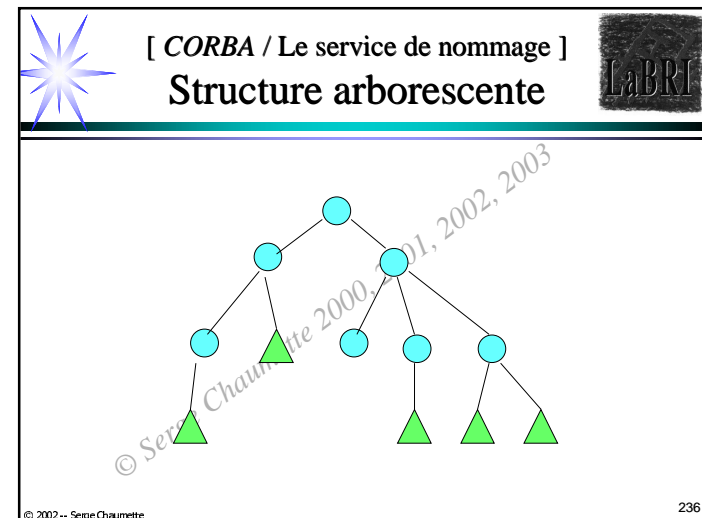 [ CORBA / Le service de nommage ]
Structure arborescente
LaBRI
© Serge Chaumette 2000, 2001, 2002, 2003
© 2002 -- Serge Chaumette
236